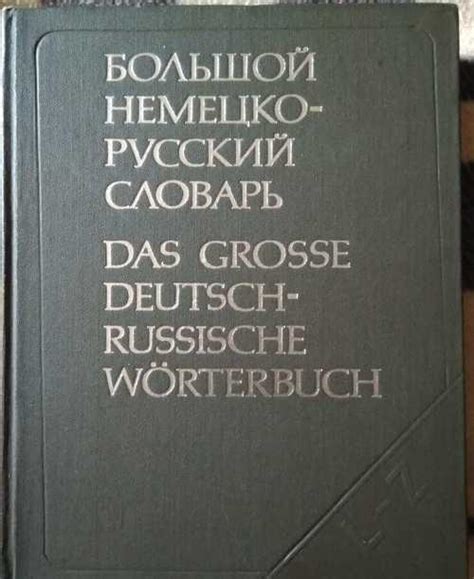 БОЛЬШОЙ
НЕМЕЦКО-
РУССКИЙ
СЛОВАРЬ
DAS GROSSE
DEUTSCH-
RUSSISCHE
WÖRTERBUCH
L-Z